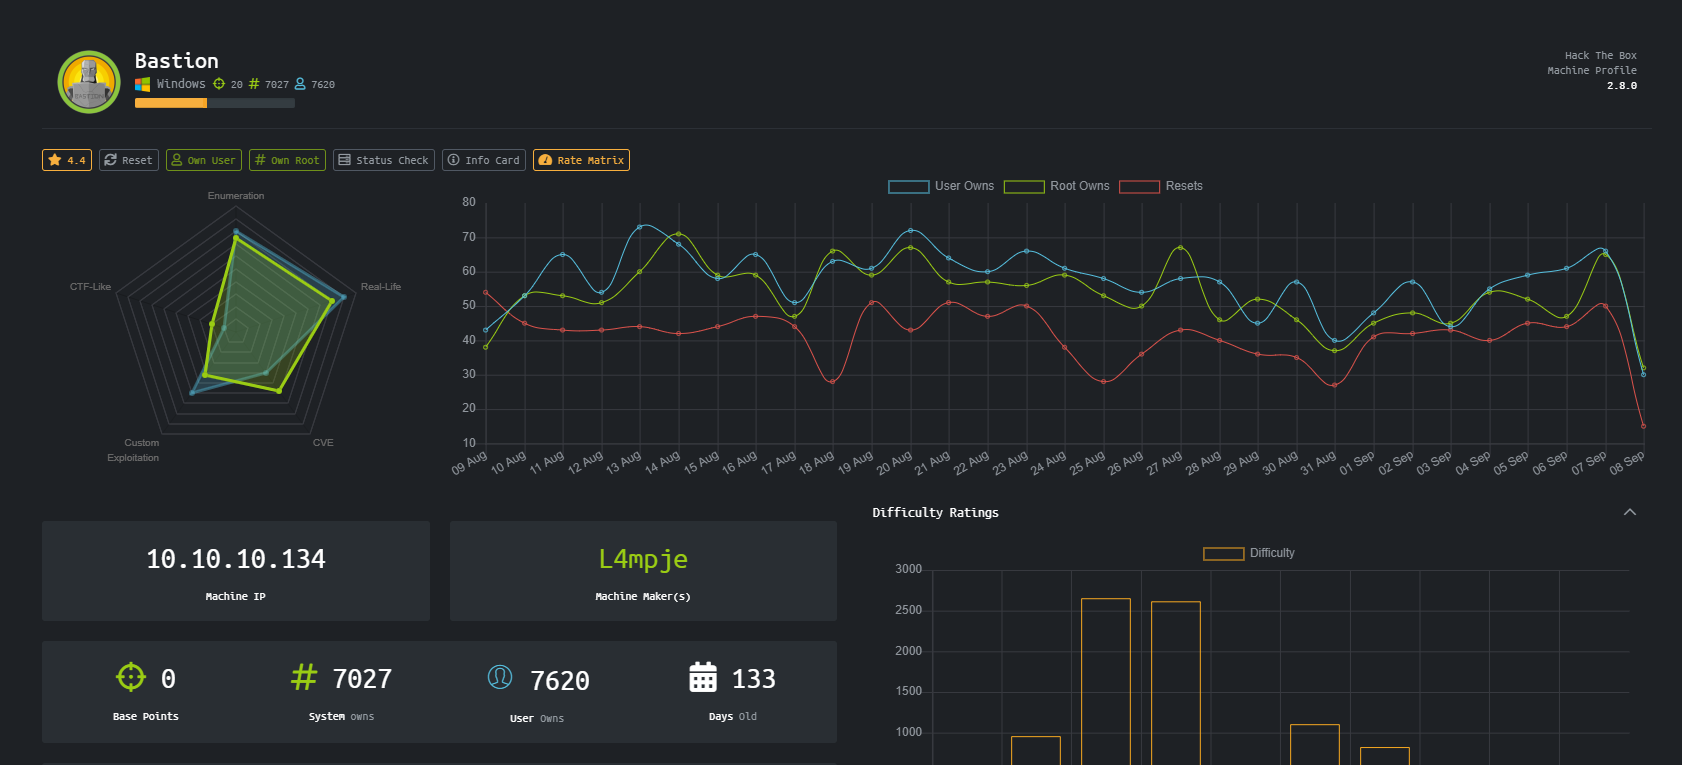 Bastion
Windows 20 # 7027 7620
Hack The Box
Machine Profile
2.8.0
4.4 Reset Own User # Own Root Status Check Info Card Rate Matrix
Enumeration
Real-Life
CVE
Custom
Exploitation
CTF-Like
User Owns Root Owns Resets
80
70
60
50
40
30
20
10
09 Aug 10 Aug 11 Aug 12 Aug 13 Aug 14 Aug 15 Aug 16 Aug 17 Aug 18 Aug 19 Aug 20 Aug 21 Aug 22 Aug 23 Aug 24 Aug 25 Aug 26 Aug 27 Aug 28 Aug 29 Aug 30 Aug 31 Aug 01 Sep 02 Sep 03 Sep 04 Sep 05 Sep 06 Sep 07 Sep 08 Sep
10.10.10.134
Machine IP
L4mpje
Machine Maker(s)
0
Base Points
# 7027
System owns
7620
User Owns
133
Days Old
Difficulty Ratings
Difficulty
3000
2500
2000
1500
1000